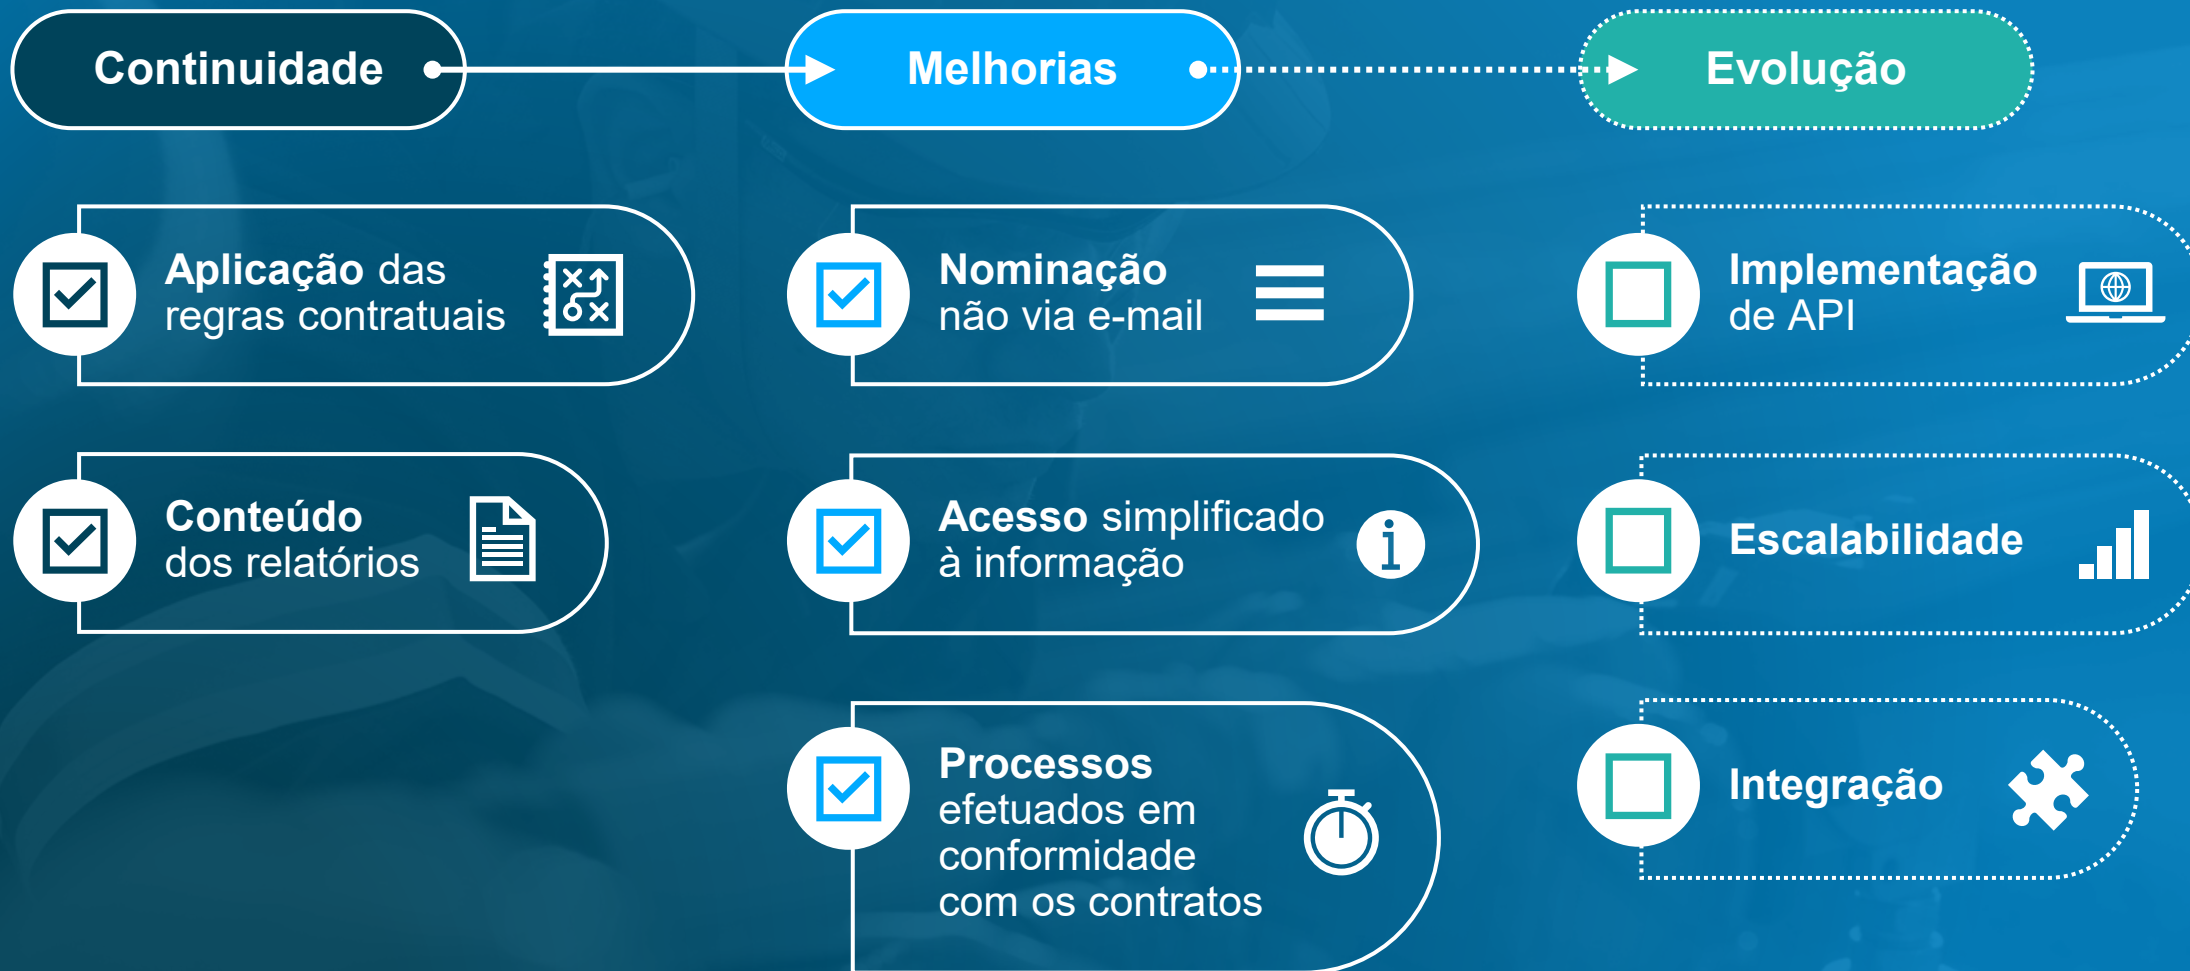 Continuidade
Melhorias
Evolução
Aplicação das
regras contratuais
Conteúdo
dos relatórios
Nominação
não via e-mail
Acesso simplificado
à informação
Processos
efetuados em
conformidade
com os contratos
Implementação
de API
Escalabilidade
Integração